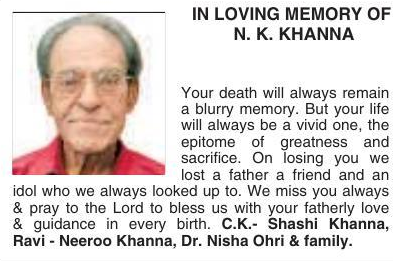 IN LOVING MEMORY OF
N. K. KHANNA
Your death will always remain
a blurry memory. But your life
will always be a vivid one, the
epitome of greatness and
sacrifice. On losing you we
lost a father a friend and an
idol who we always looked up to. We miss you always
& pray to the Lord to bless us with your fatherly love
& guidance in every birth. C.K.- Shashi Khanna,
Ravi - Neeroo Khanna, Dr. Nisha Ohri & family.